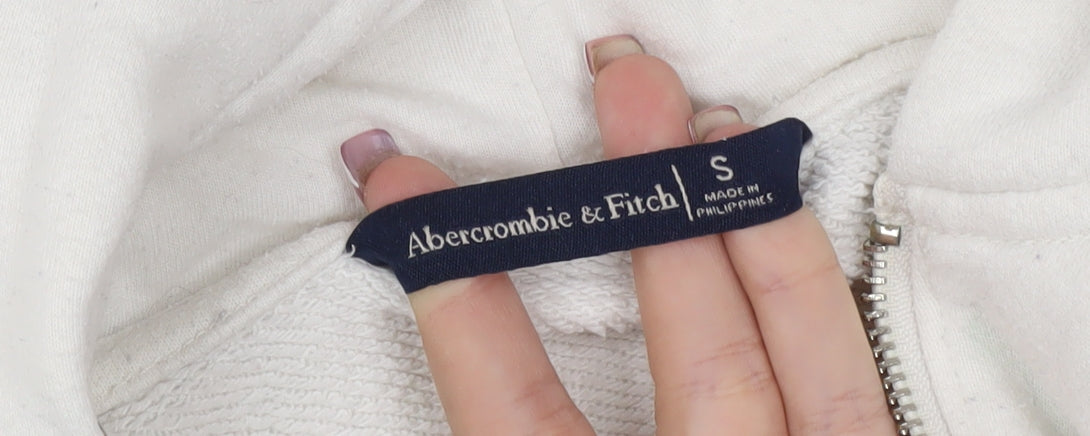 Abercrombie & Fitch
S
MADE IN
PHILIPPINES